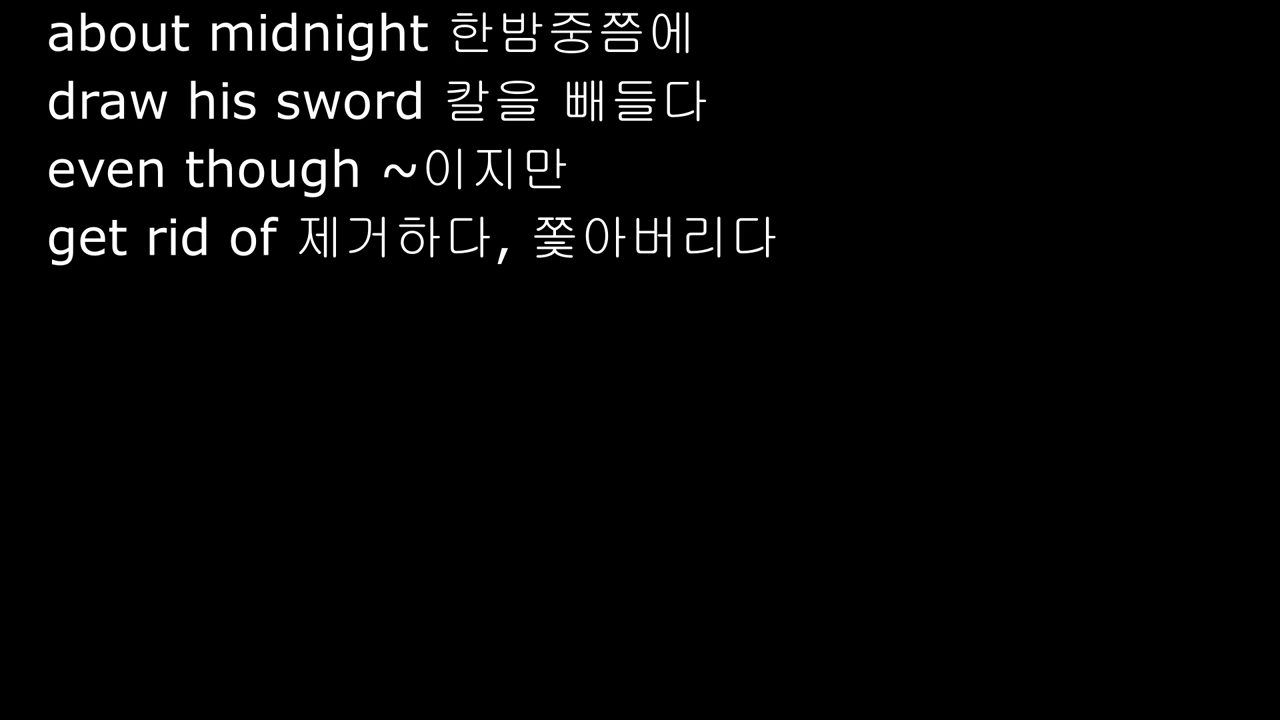 about midnight 한밤중쯤에
draw his sword 칼을 빼들다
even though ~이지만
get rid of 제거하다, 쫓아버리다